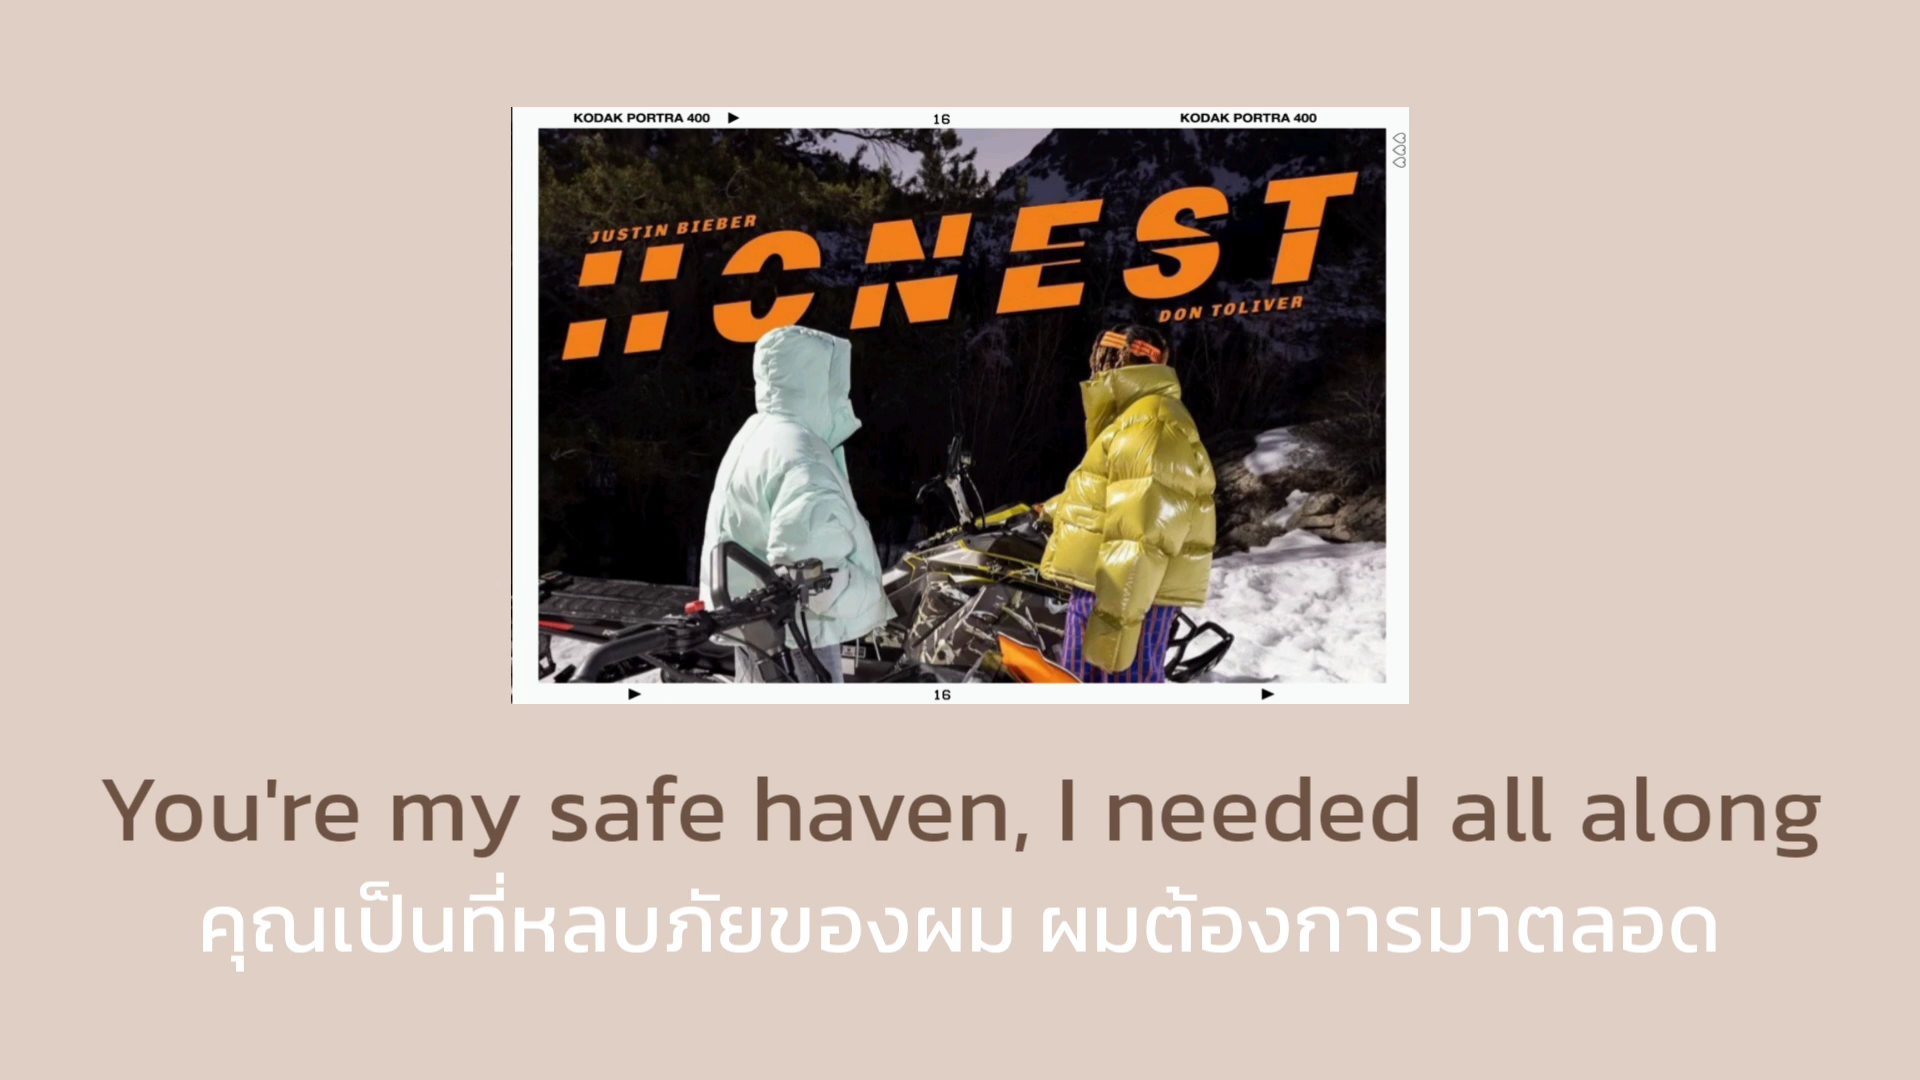 KODAK PORTRA 400 ▶ 16 KODAK PORTRA 400
JUSTIN BIEBER
HONEST
DON TOLIVER
▶ 16 ▶
You're my safe haven, I needed all along
คุณเป็นที่หลบภัยของผม ผมต้องการมาตลอด